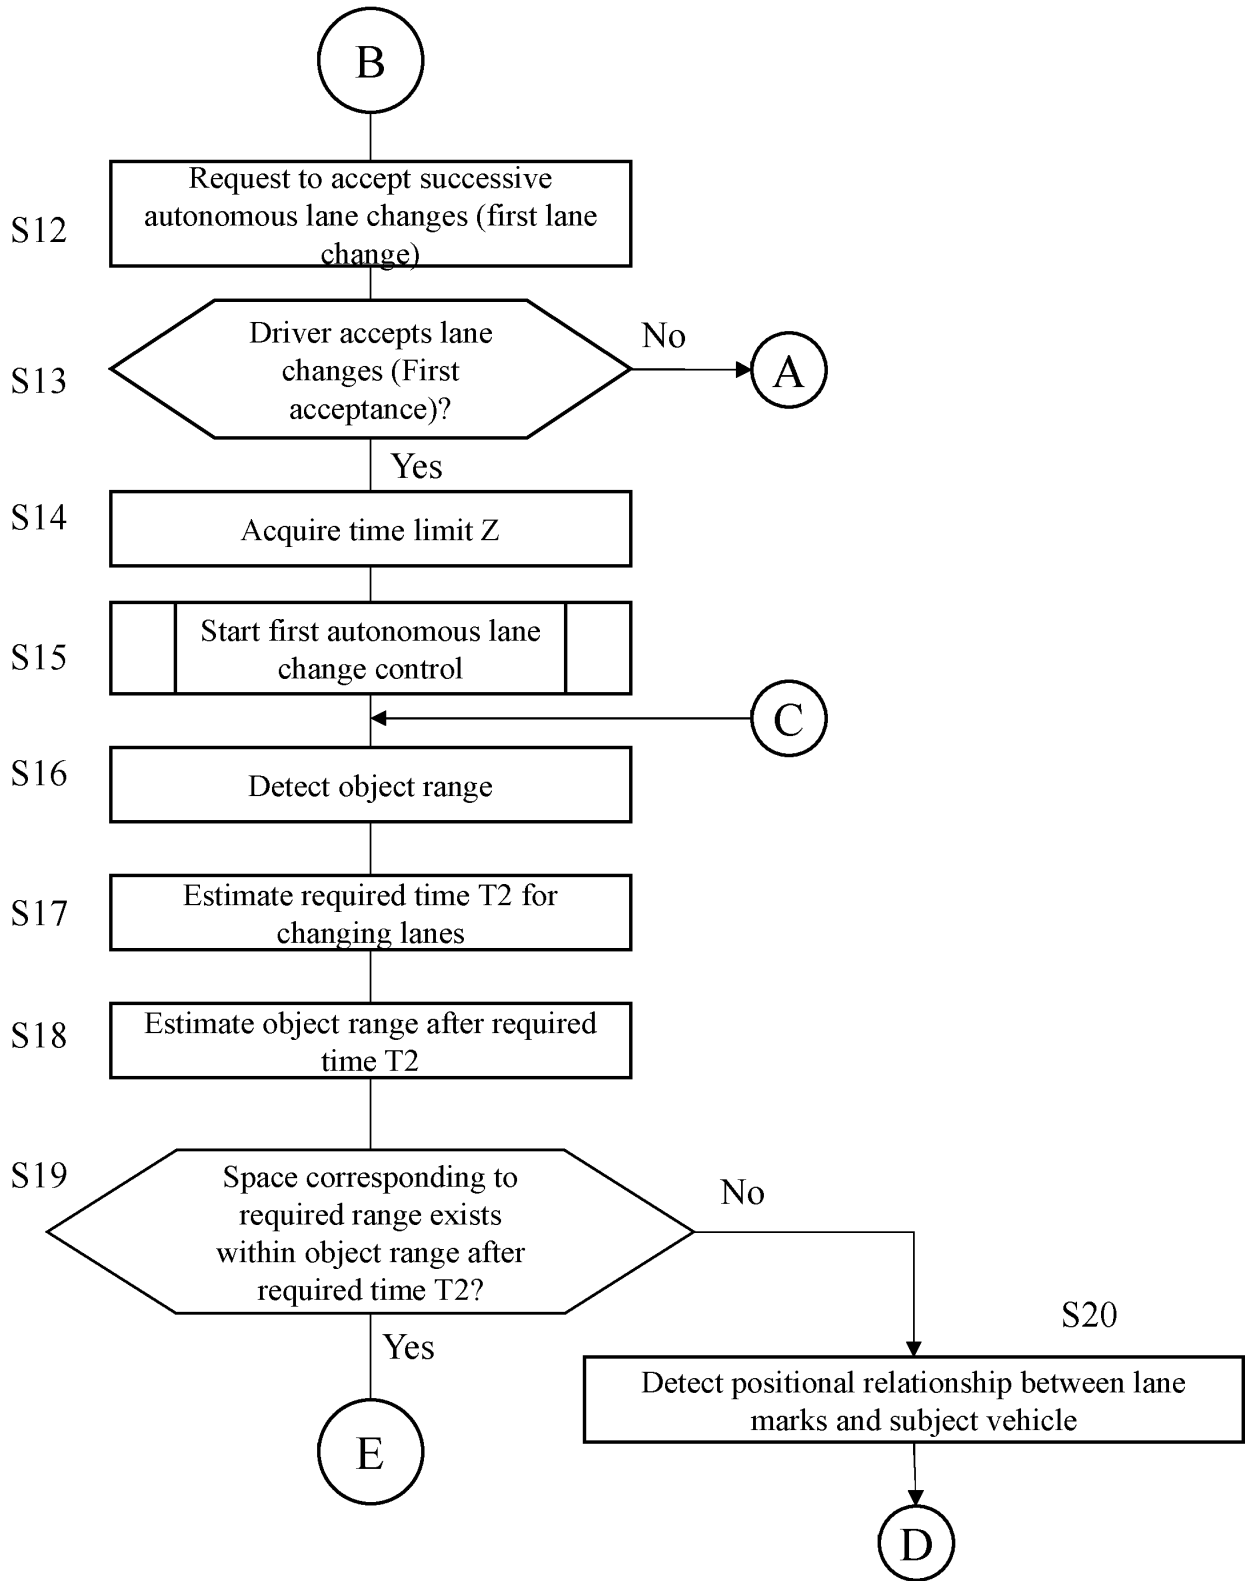 B
Request to accept successive
autonomous lane changes (first lane
change)
S12
Driver accepts lane
changes (First
acceptance)?
S13
No
A
Yes
S14
Acquire time limit Z
S15
Start first autonomous lane
change control
C
S16
Detect object range
S17
Estimate required time T2 for
changing lanes
S18
Estimate object range after required
time T2
S19
Space corresponding to
required range exists
within object range after
required time T2?
No
Yes
S20
Detect positional relationship between lane
marks and subject vehicle
E
D